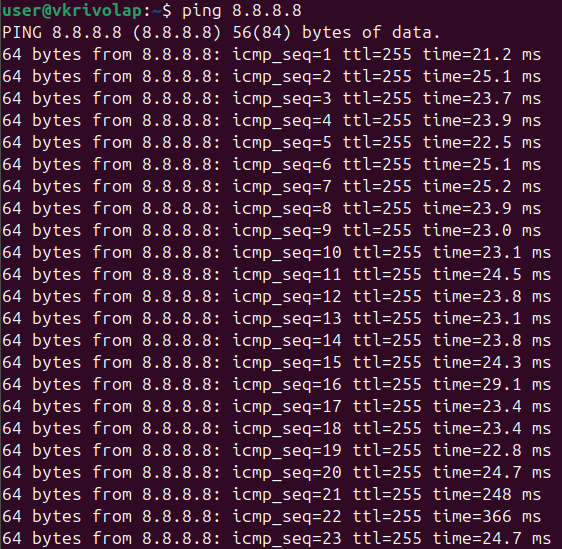 user@vkrivolap:~$ ping 8.8.8.8
PING 8.8.8.8 (8.8.8.8) 56(84) bytes of data.
64 bytes from 8.8.8.8: icmp_seq=1 ttl=255 time=21.2 ms
64 bytes from 8.8.8.8: icmp_seq=2 ttl=255 time=25.1 ms
64 bytes from 8.8.8.8: icmp_seq=3 ttl=255 time=23.7 ms
64 bytes from 8.8.8.8: icmp_seq=4 ttl=255 time=23.9 ms
64 bytes from 8.8.8.8: icmp_seq=5 ttl=255 time=22.5 ms
64 bytes from 8.8.8.8: icmp_seq=6 ttl=255 time=25.1 ms
64 bytes from 8.8.8.8: icmp_seq=7 ttl=255 time=25.2 ms
64 bytes from 8.8.8.8: icmp_seq=8 ttl=255 time=23.9 ms
64 bytes from 8.8.8.8: icmp_seq=9 ttl=255 time=23.0 ms
64 bytes from 8.8.8.8: icmp_seq=10 ttl=255 time=23.1 ms
64 bytes from 8.8.8.8: icmp_seq=11 ttl=255 time=24.5 ms
64 bytes from 8.8.8.8: icmp_seq=12 ttl=255 time=23.8 ms
64 bytes from 8.8.8.8: icmp_seq=13 ttl=255 time=23.1 ms
64 bytes from 8.8.8.8: icmp_seq=14 ttl=255 time=23.8 ms
64 bytes from 8.8.8.8: icmp_seq=15 ttl=255 time=24.3 ms
64 bytes from 8.8.8.8: icmp_seq=16 ttl=255 time=29.1 ms
64 bytes from 8.8.8.8: icmp_seq=17 ttl=255 time=23.4 ms
64 bytes from 8.8.8.8: icmp_seq=18 ttl=255 time=23.4 ms
64 bytes from 8.8.8.8: icmp_seq=19 ttl=255 time=22.8 ms
64 bytes from 8.8.8.8: icmp_seq=20 ttl=255 time=24.7 ms
64 bytes from 8.8.8.8: icmp_seq=21 ttl=255 time=248 ms
64 bytes from 8.8.8.8: icmp_seq=22 ttl=255 time=366 ms
64 bytes from 8.8.8.8: icmp_seq=23 ttl=255 time=24.7 ms